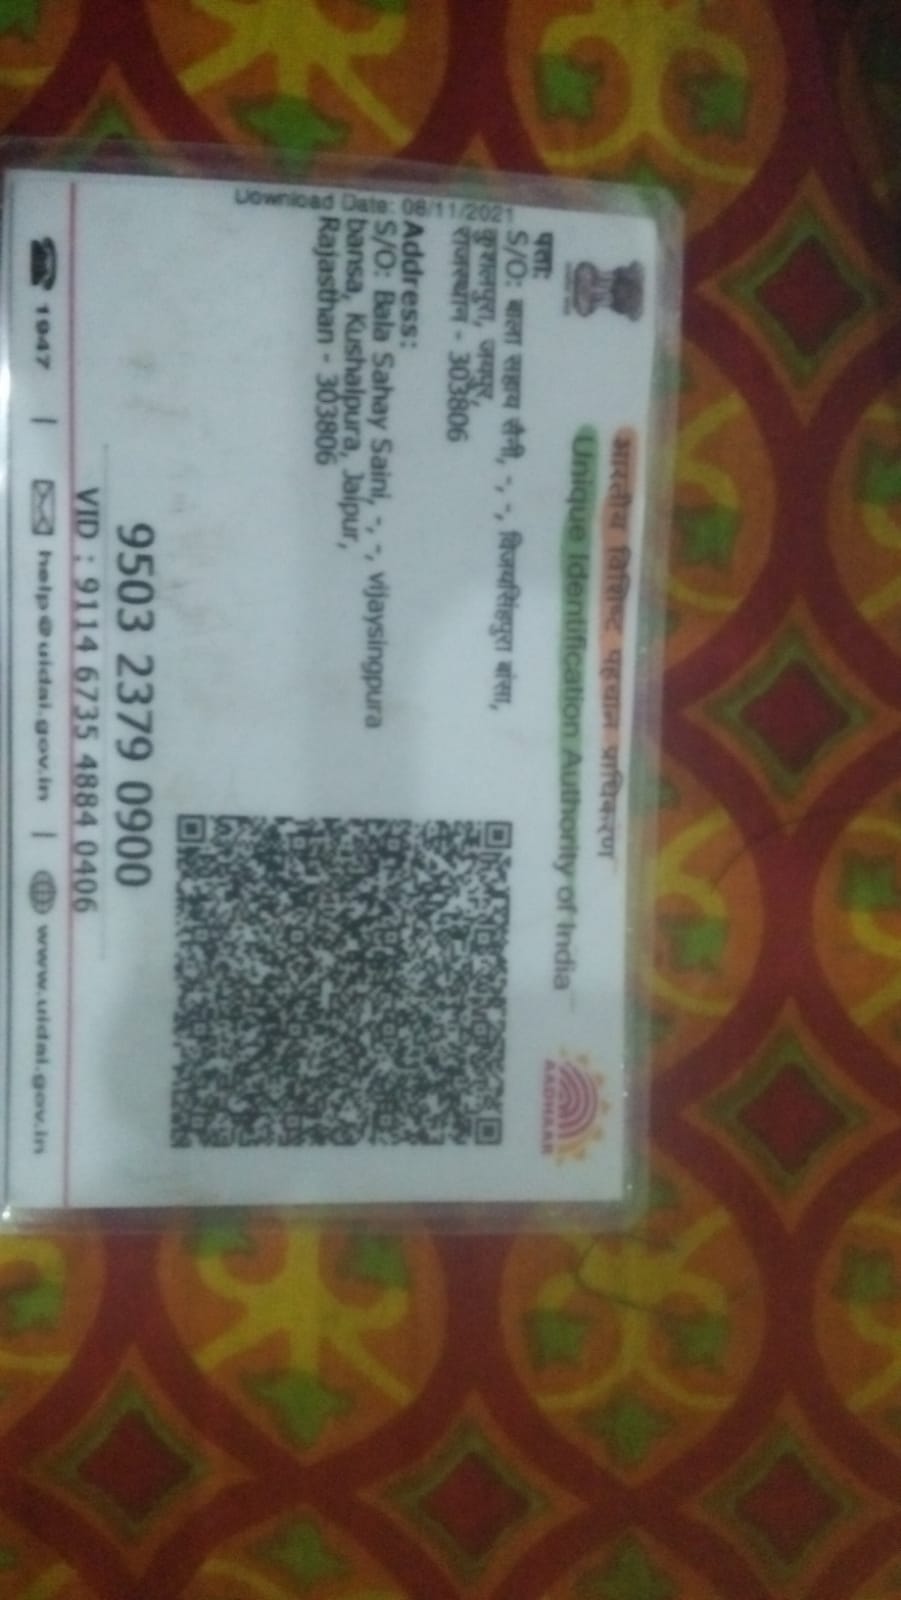 भारतीय विशिष्ट पहचान प्राधिकरण
Unique Identification Authority of India
AADHAAR
पता:
S/O: बाला सहाय सैनी, -, -, विजयसिंहपुरा बांसा,
कुशलपुरा, जयपुर,
राजस्थान - 303806
Address:
S/O: Bala Sahay Saini, -, -, vijaysingpura
bansa, Kushalpura, Jaipur,
Rajasthan - 303806
Download Date: 08/11/2021
9503 2379 0900
VID : 9114 6735 4884 0406
1947 | help@uidai.gov.in | www.uidai.gov.in